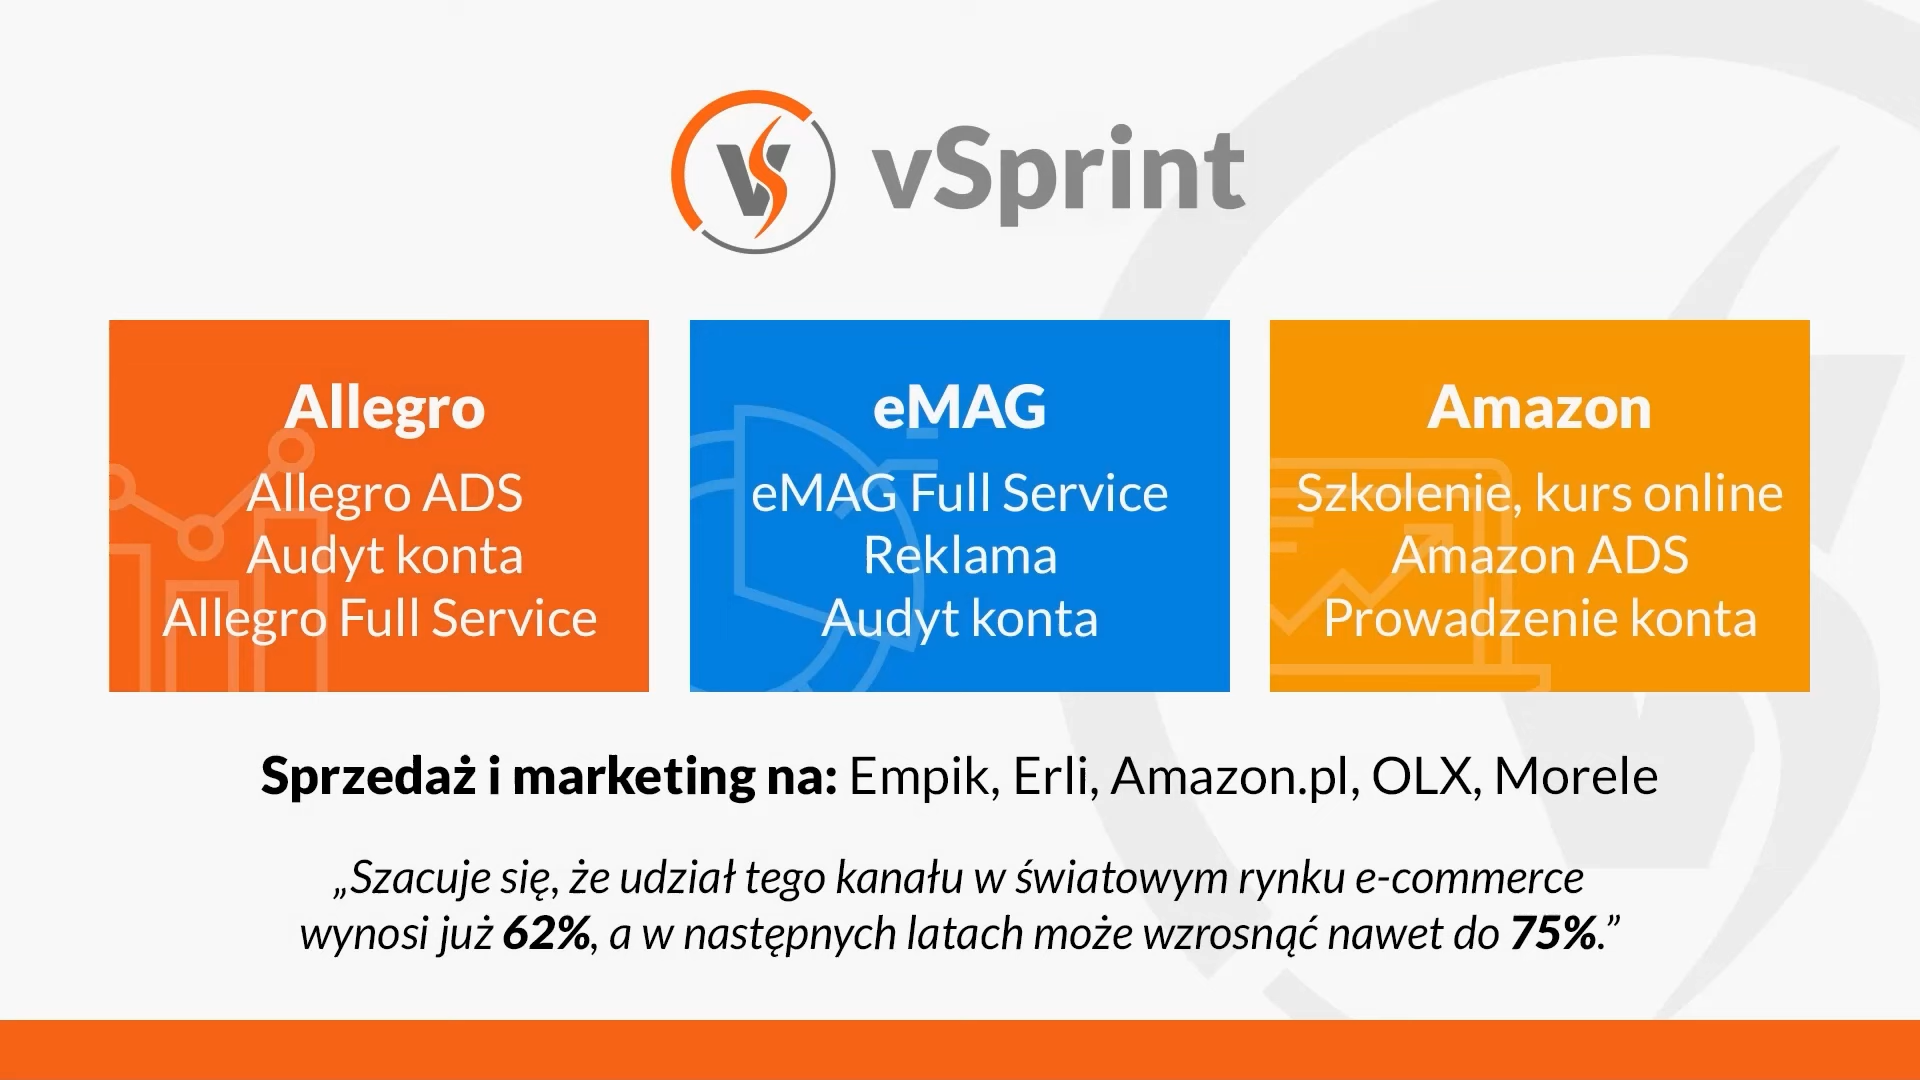 vSprint
Allegro
Allegro ADS
Audyt konta
Allegro Full Service
eMAG
eMAG Full Service
Reklama
Audyt konta
Amazon
Szkolenie, kurs online
Amazon ADS
Prowadzenie konta
Sprzedaż i marketing na: Empik, Erli, Amazon.pl, OLX, Morele
„Szacuje się, że udział tego kanału w światowym rynku e-commerce
wynosi już 62%, a w następnych latach może wzrosnąć nawet do 75%.”